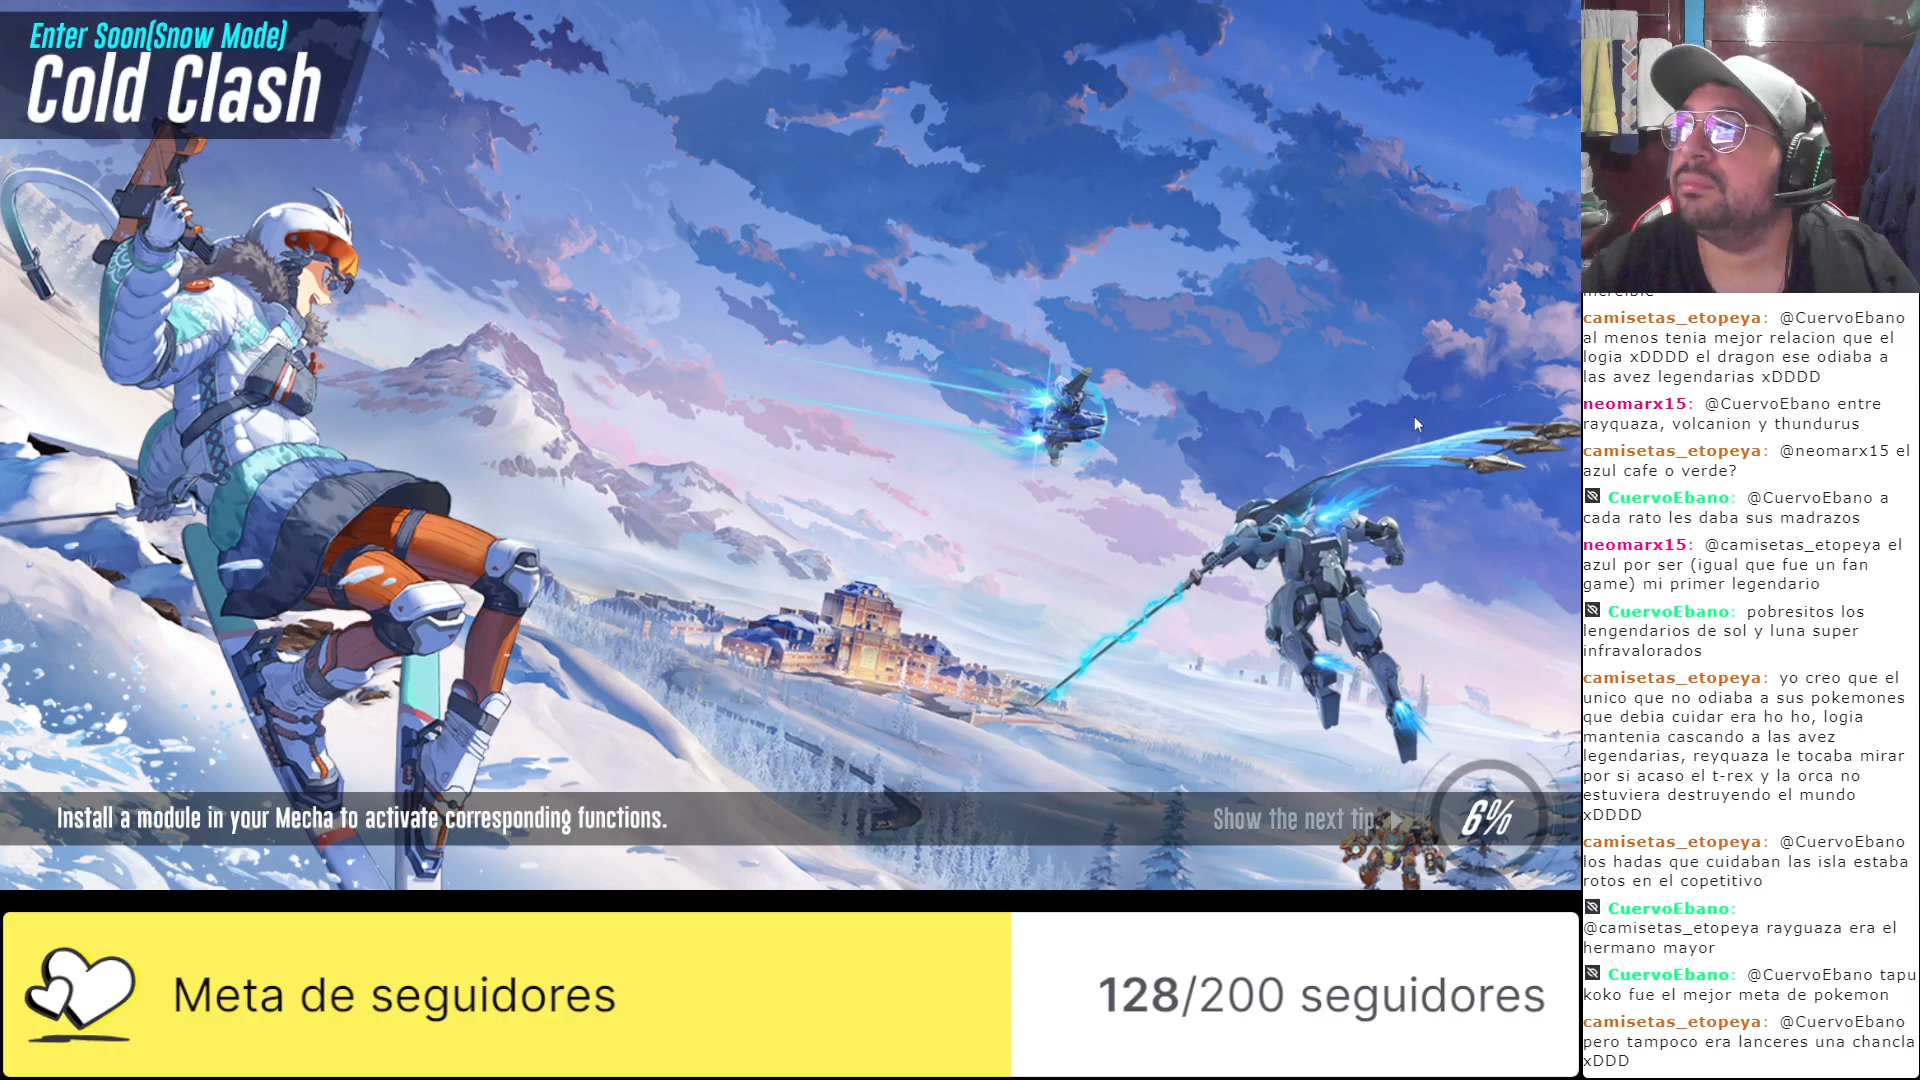 Enter Soon(Snow Mode)
Cold Clash
Install a module in your Mecha to activate corresponding functions.
Show the next tip.
6%
Meta de seguidores
128/200 seguidores
camisetas_etopeya: @CuervoEbano
al menos tenia mejor relacion que el
logia xDDDD el dragon ese odiaba a
las avez legendarias xDDDD
neomarx15: @CuervoEbano entre
rayquaza, volcanion y thundurus
camisetas_etopeya: @neomarx15 el
azul cafe o verde?
CuervoEbano: @CuervoEbano a
cada rato les daba sus madrazos
neomarx15: @camisetas_etopeya el
azul por ser (igual que fue un fan
game) mi primer legendario
CuervoEbano: pobresitos los
lengendarios de sol y luna super
infravalorados
camisetas_etopeya: yo creo que el
unico que no odiaba a sus pokemones
que debia cuidar era ho ho, logia
mantenia cascando a las avez
legendarias, reyquaza le tocaba mirar
por si acaso el t-rex y la orca no
estuviera destruyendo el mundo
xDDDD
camisetas_etopeya: @CuervoEbano
los hadas que cuidaban las isla estaba
rotos en el copetitivo
CuervoEbano:
@camisetas_etopeya rayguaza era el
hermano mayor
CuervoEbano: @CuervoEbano tapu
koko fue el mejor meta de pokemon
camisetas_etopeya: @CuervoEbano
pero tampoco era lanceres una chancla
xDDD